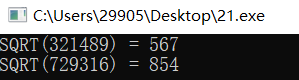 C:\Users\29905\Desktop\21.exe
SQRT(321489) = 567
SQRT(729316) = 854